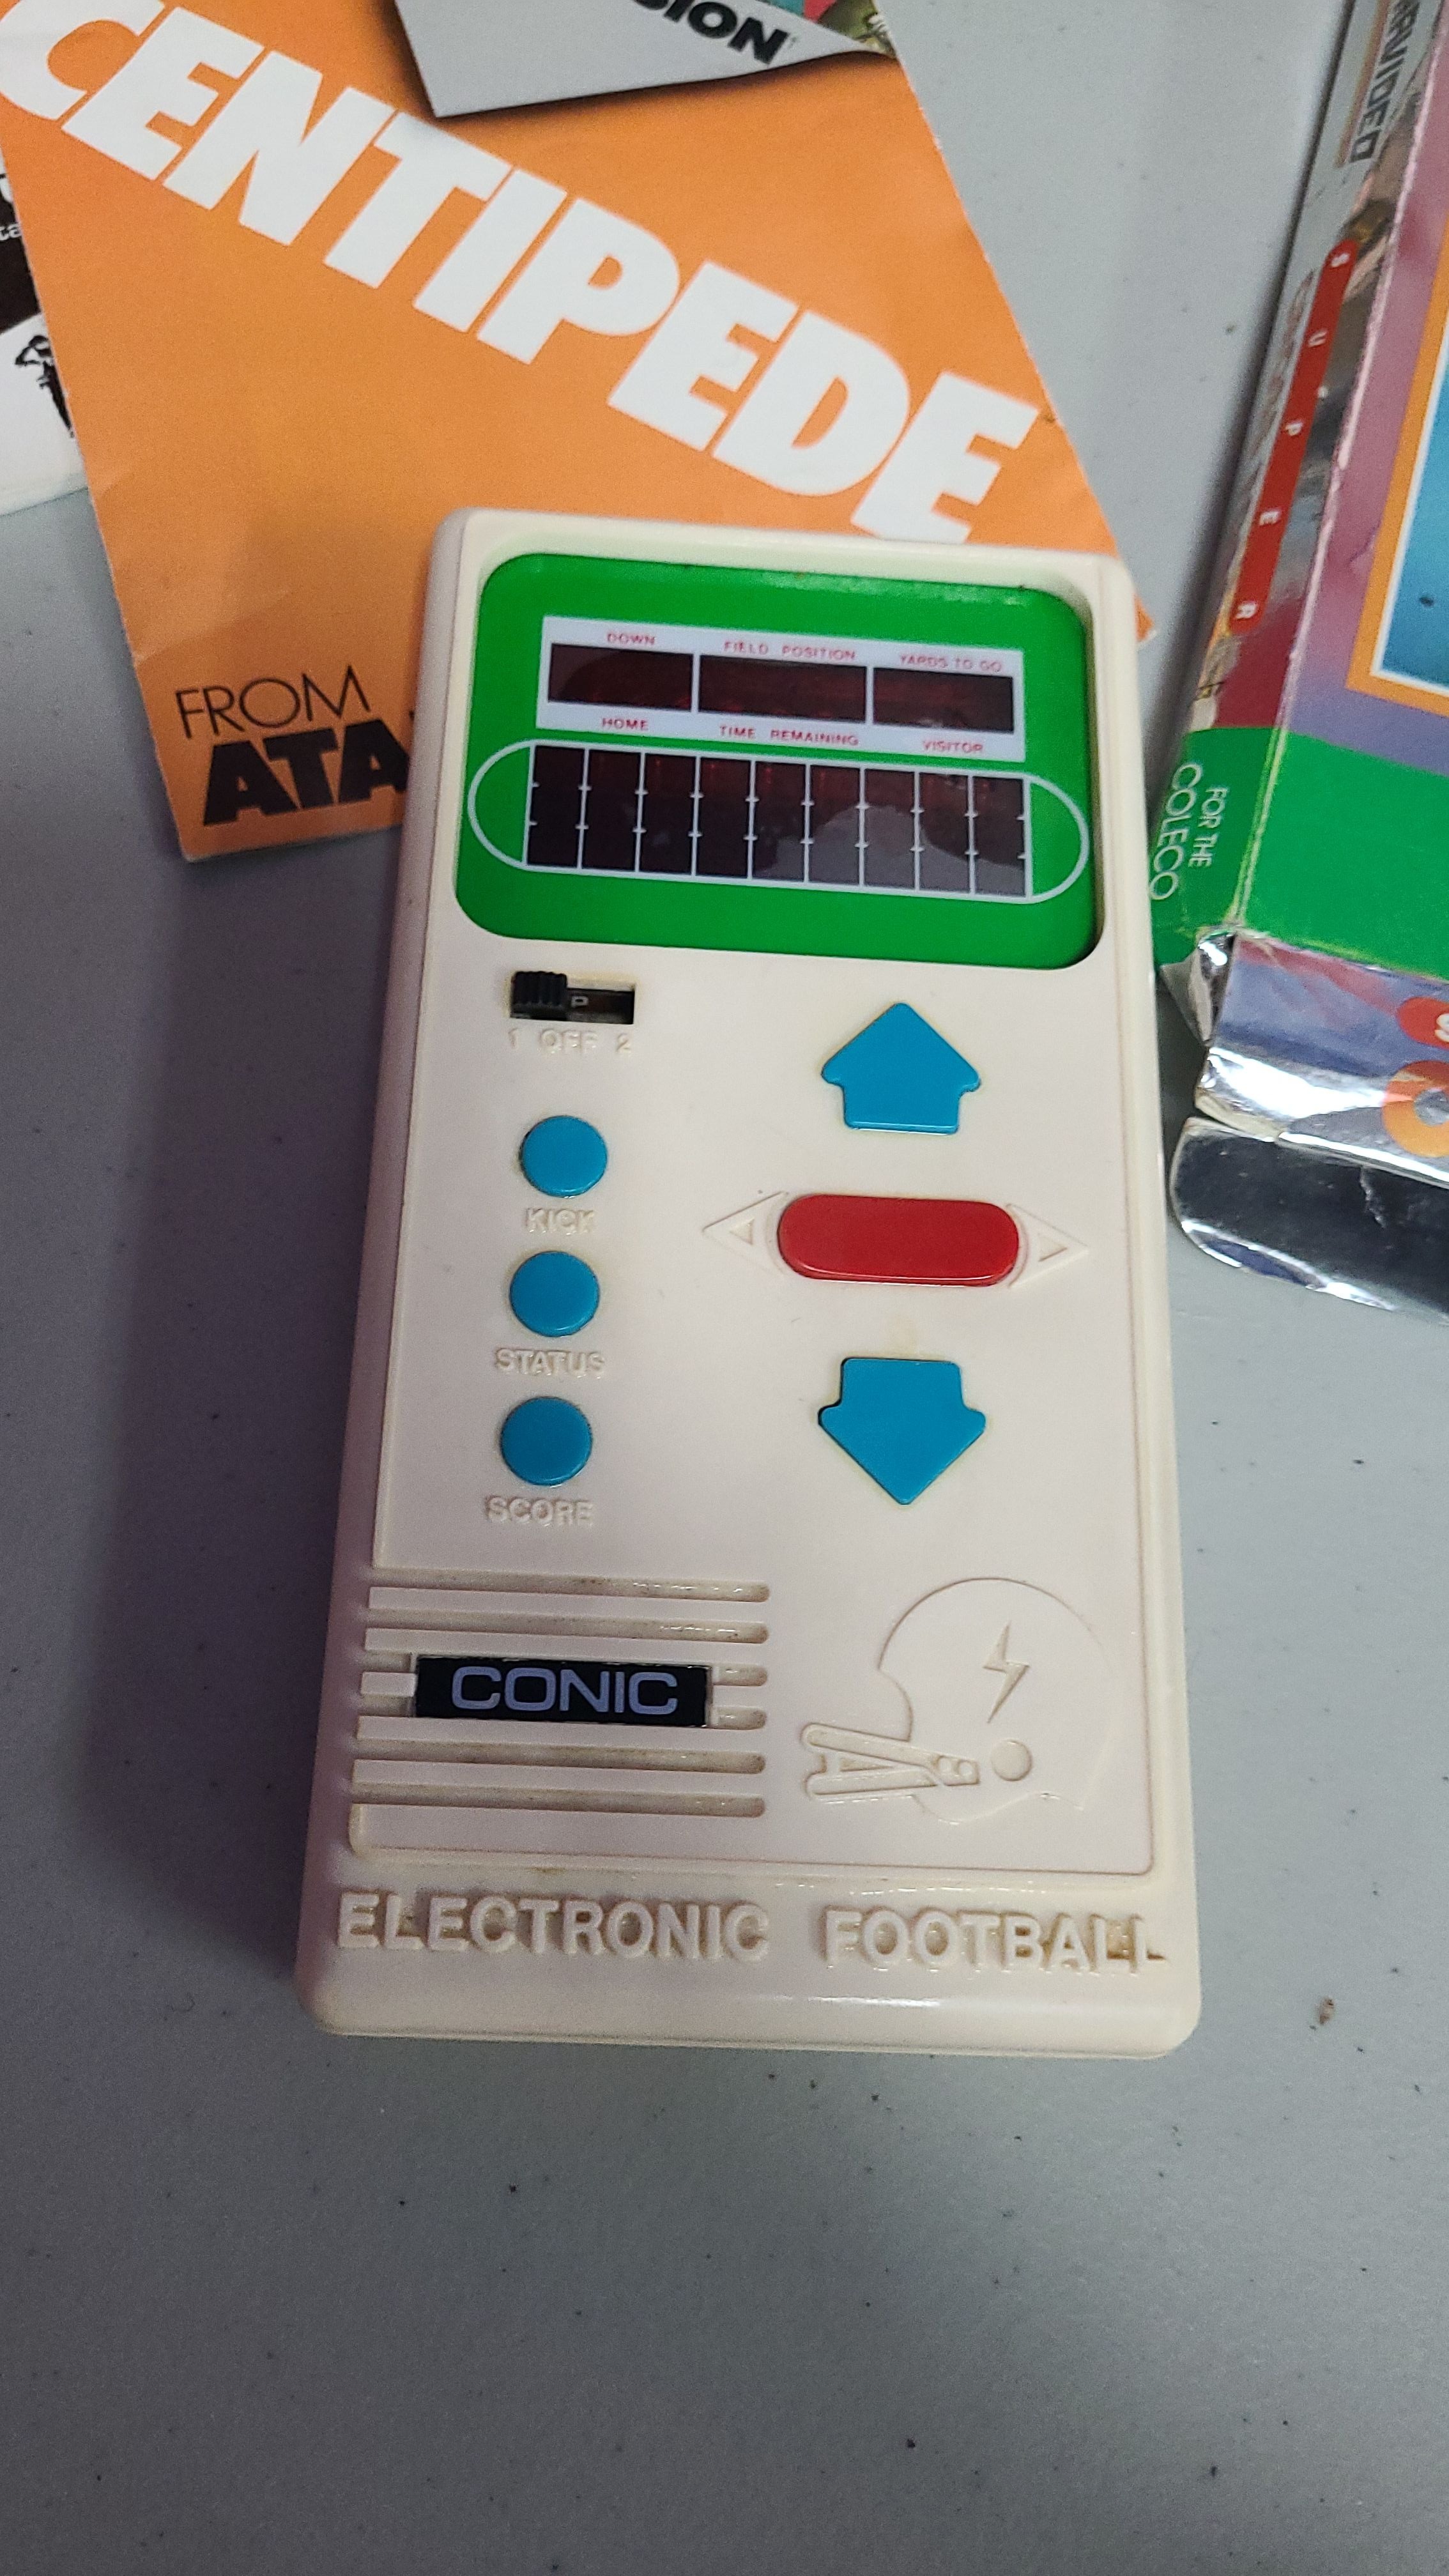 CENTIPEDE
FROM
ATA
DOWN FIELD POSITION YARDS TO GO
HOME TIME REMAINING VISITOR
P
1 OFF 2
KICK
STATUS
SCORE
CONIC
ELECTRONIC FOOTBALL
SUPER
FOR THE
COLECO